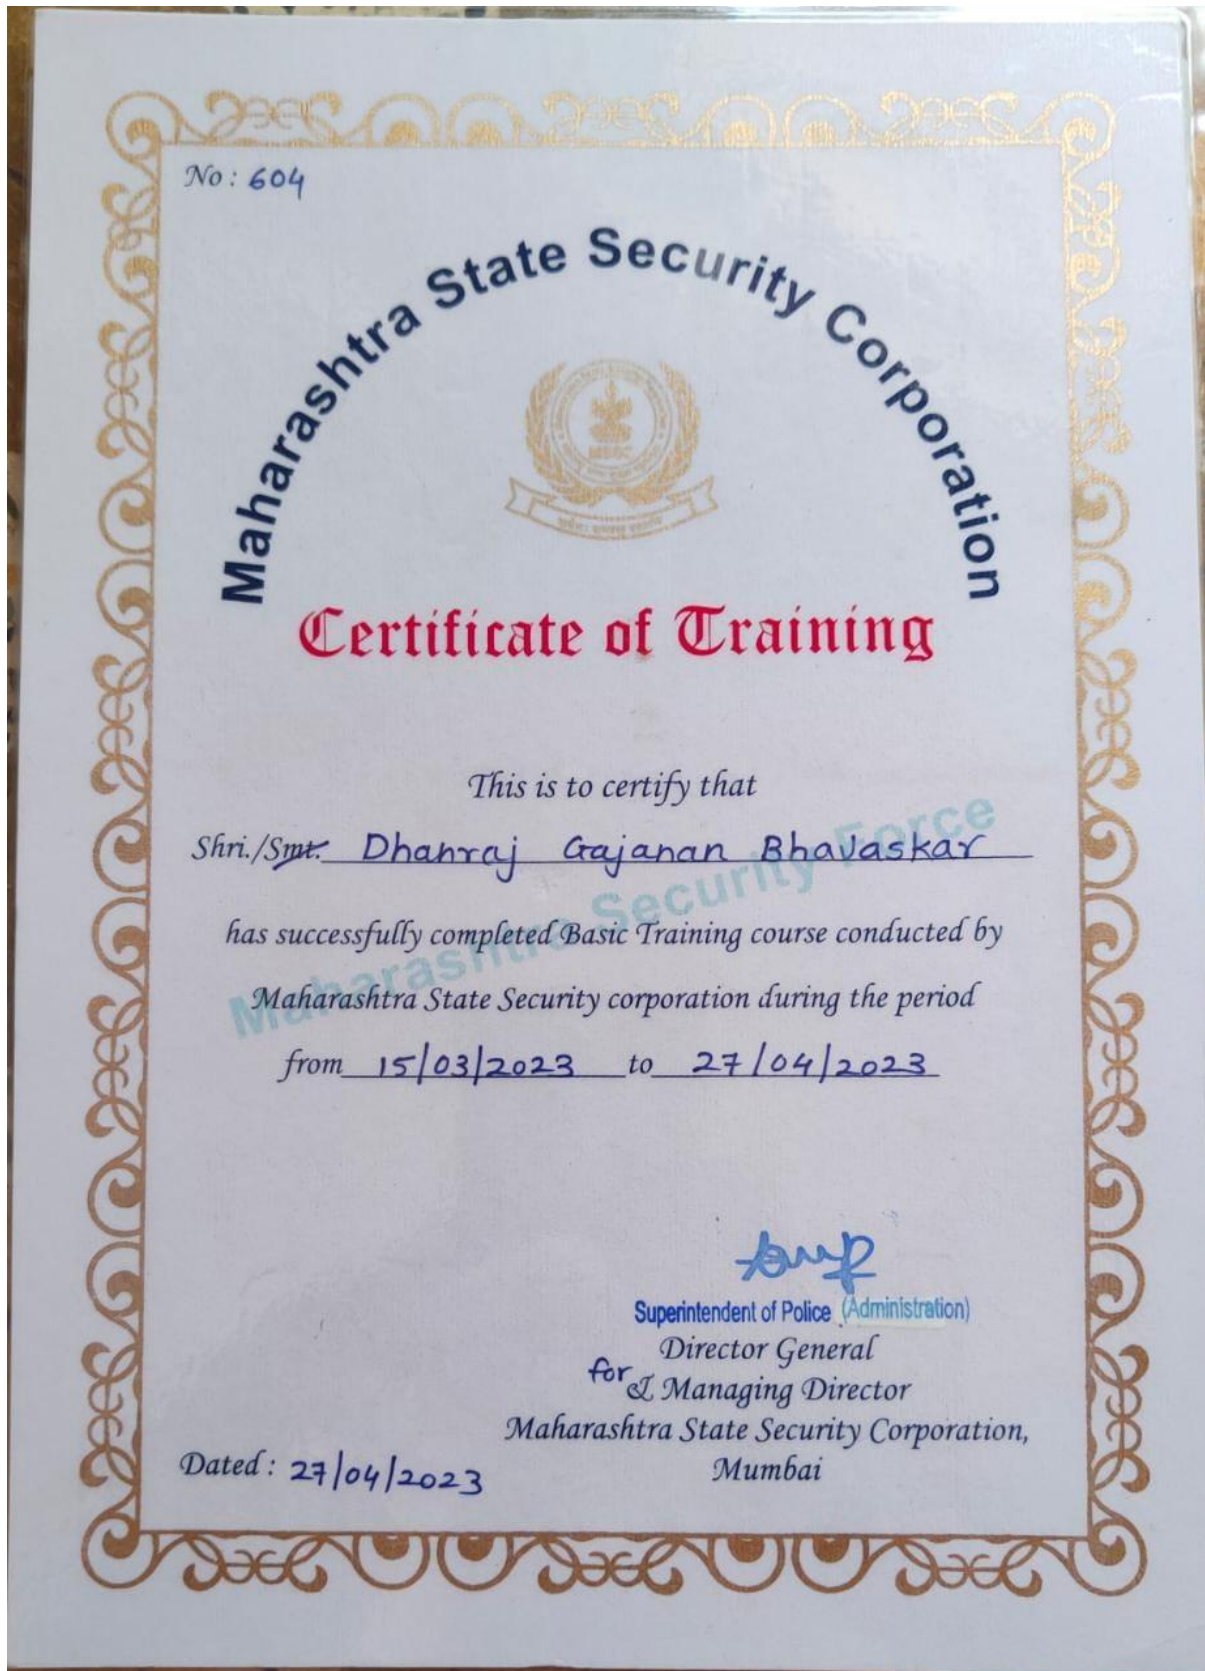 No : 604
Maharashtra State Security Corporation
MSSC
Certificate of Training
This is to certify that
Shri./Smt. Dhanraj Gajanan Bhavaskar
has successfully completed Basic Training course conducted by
Maharashtra State Security corporation during the period
from 15/03/2023 to 27/04/2023
Maharashtra Security Force
Superintendent of Police (Administration)
Director General
for & Managing Director
Maharashtra State Security Corporation,
Mumbai
Dated : 27/04/2023